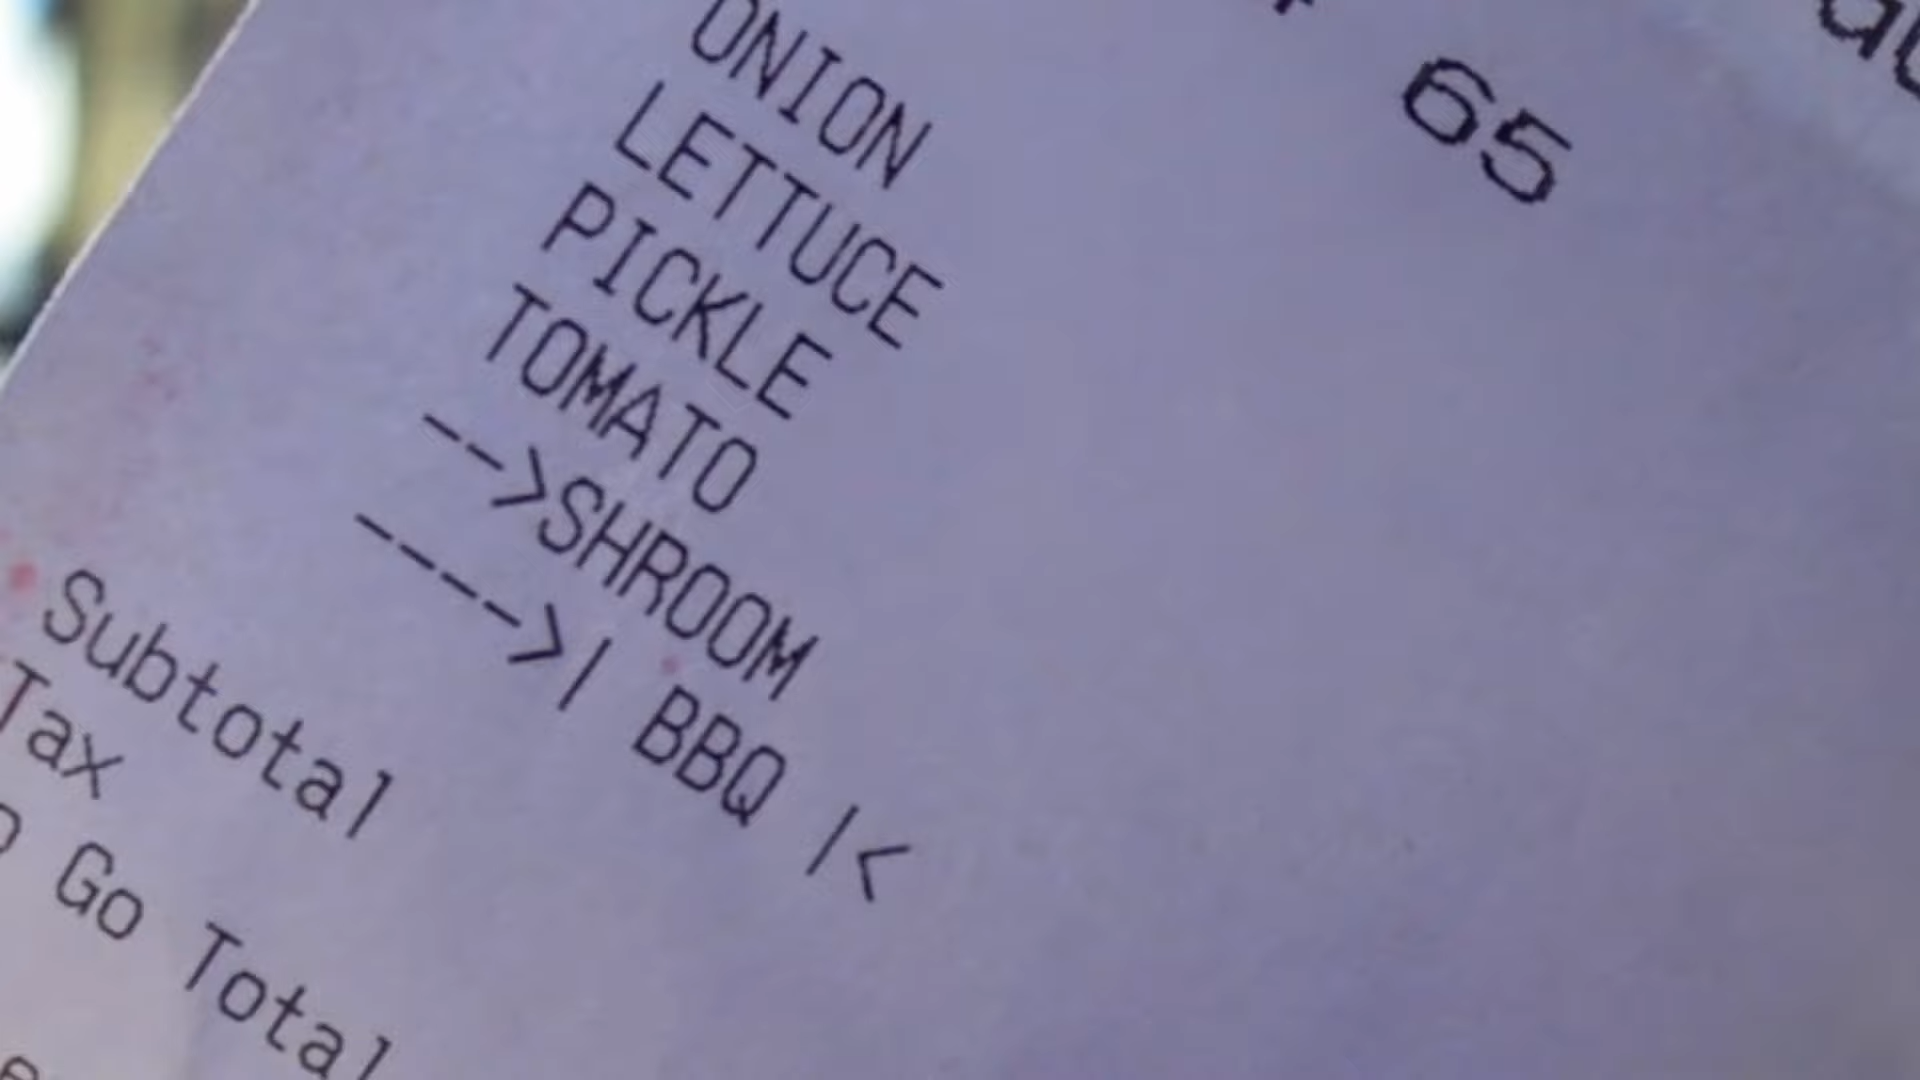 65
ONION
LETTUCE
PICKLE
TOMATO
-->SHROOM
---->| BBQ |<
Subtotal
Tax
Go Total